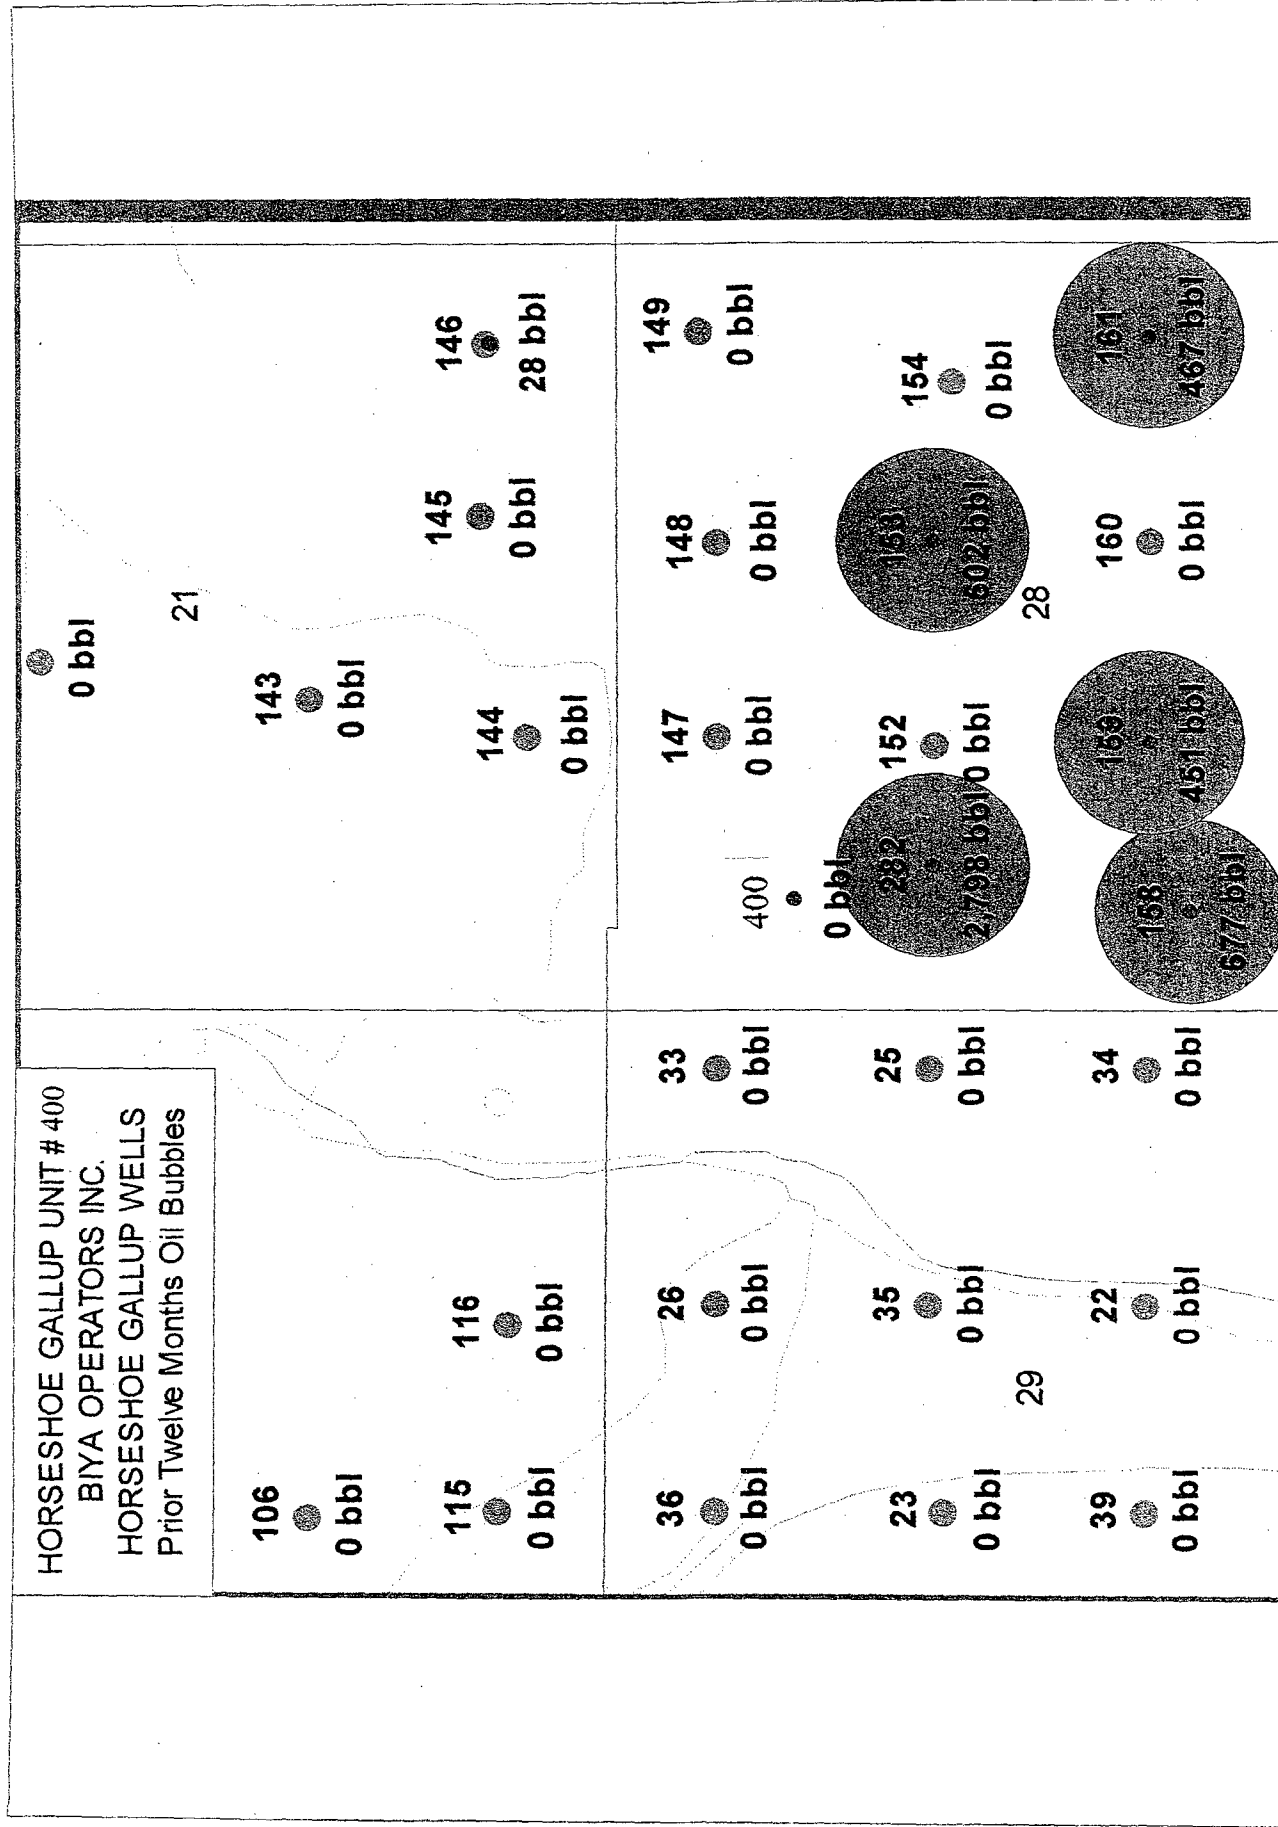 HORSESHOE GALLUP UNIT # 400
BIYA OPERATORS INC.
HORSESHOE GALLUP WELLS
Prior Twelve Months Oil Bubbles
0 bbl
21
106
0 bbl
143
0 bbl
115
0 bbl
116
0 bbl
144
0 bbl
145
0 bbl
146
28 bbl
36
0 bbl
26
0 bbl
33
0 bbl
400
0 bbl
147
0 bbl
148
0 bbl
149
0 bbl
23
0 bbl
35
0 bbl
25
0 bbl
282
2,798 bbl
152
0 bbl
153
602 bbl
154
0 bbl
29
28
39
0 bbl
22
0 bbl
34
0 bbl
158
677 bbl
159
451 bbl
160
0 bbl
161
467 bbl